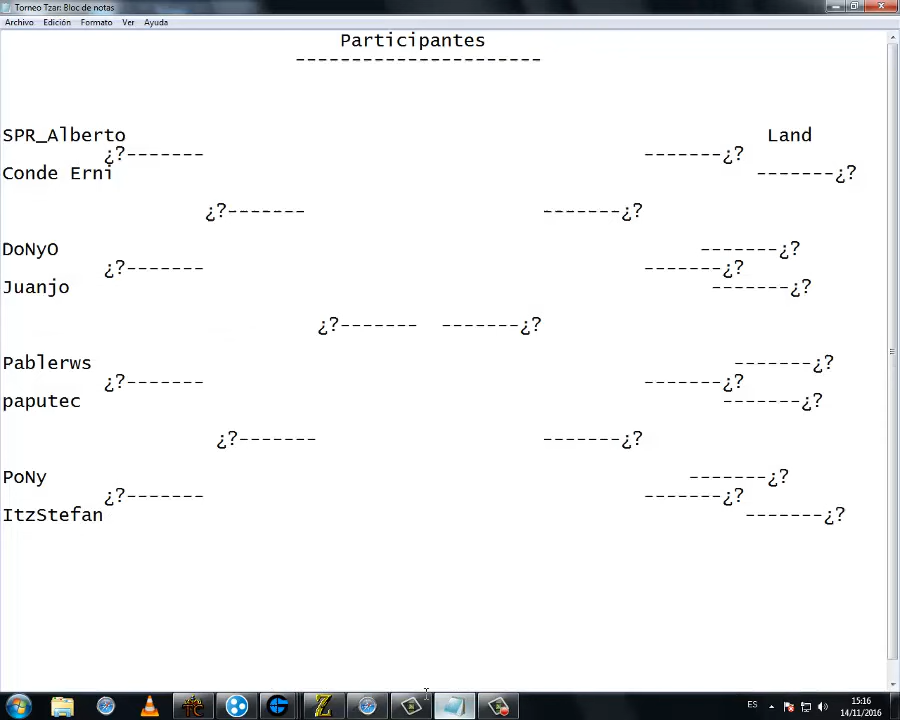 Torneo Tzar: Bloc de notas
Archivo Edición Formato Ver Ayuda
Participantes
----------------------
SPR_Alberto Land
¿?------- -------¿?
Conde Erni -------¿?
¿?------- -------¿?
DoNyO -------¿?
¿?------- -------¿?
Juanjo -------¿?
¿?------- -------¿?
Pablerws -------¿?
¿?------- -------¿?
paputec -------¿?
¿?------- -------¿?
PoNy -------¿?
¿?------- -------¿?
ItzStefan -------¿?
ES
15:16
14/11/2016